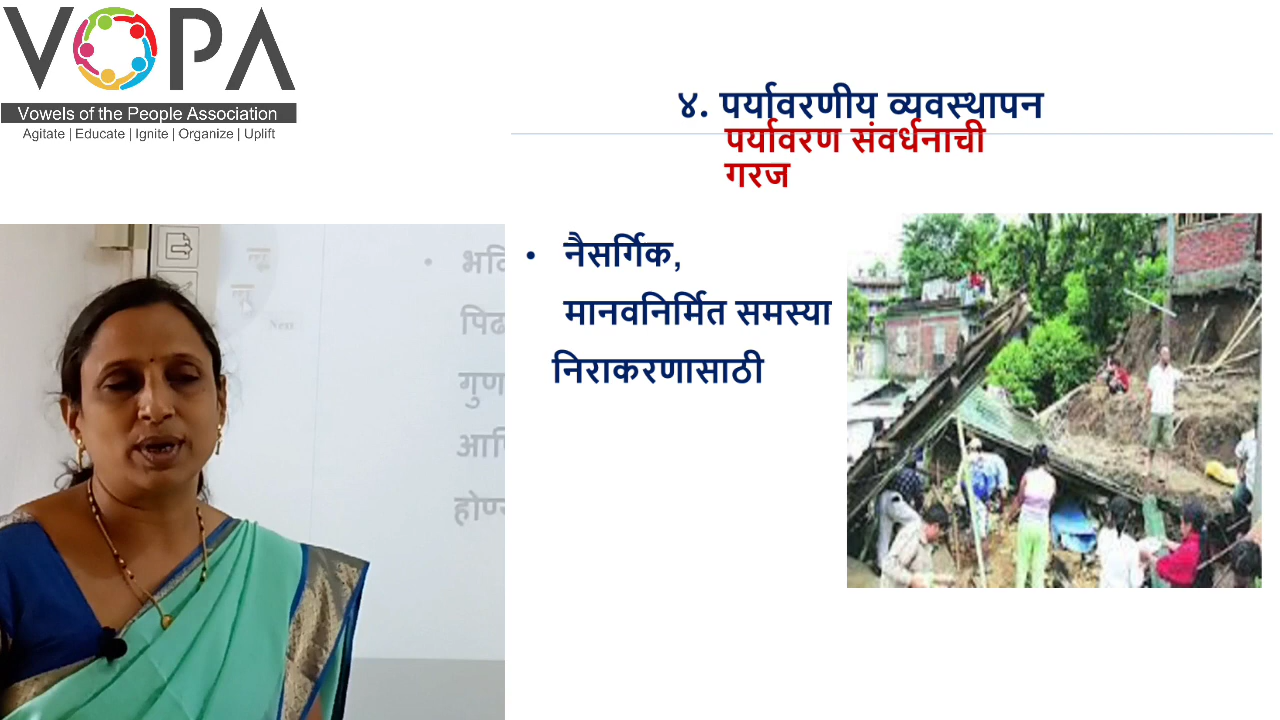 VOPA
Vowels of the People Association
Agitate | Educate | Ignite | Organize | Uplift
४. पर्यावरणीय व्यवस्थापन
पर्यावरण संवर्धनाची
गरज
• नैसर्गिक,
मानवनिर्मित समस्या
निराकरणासाठी
Next